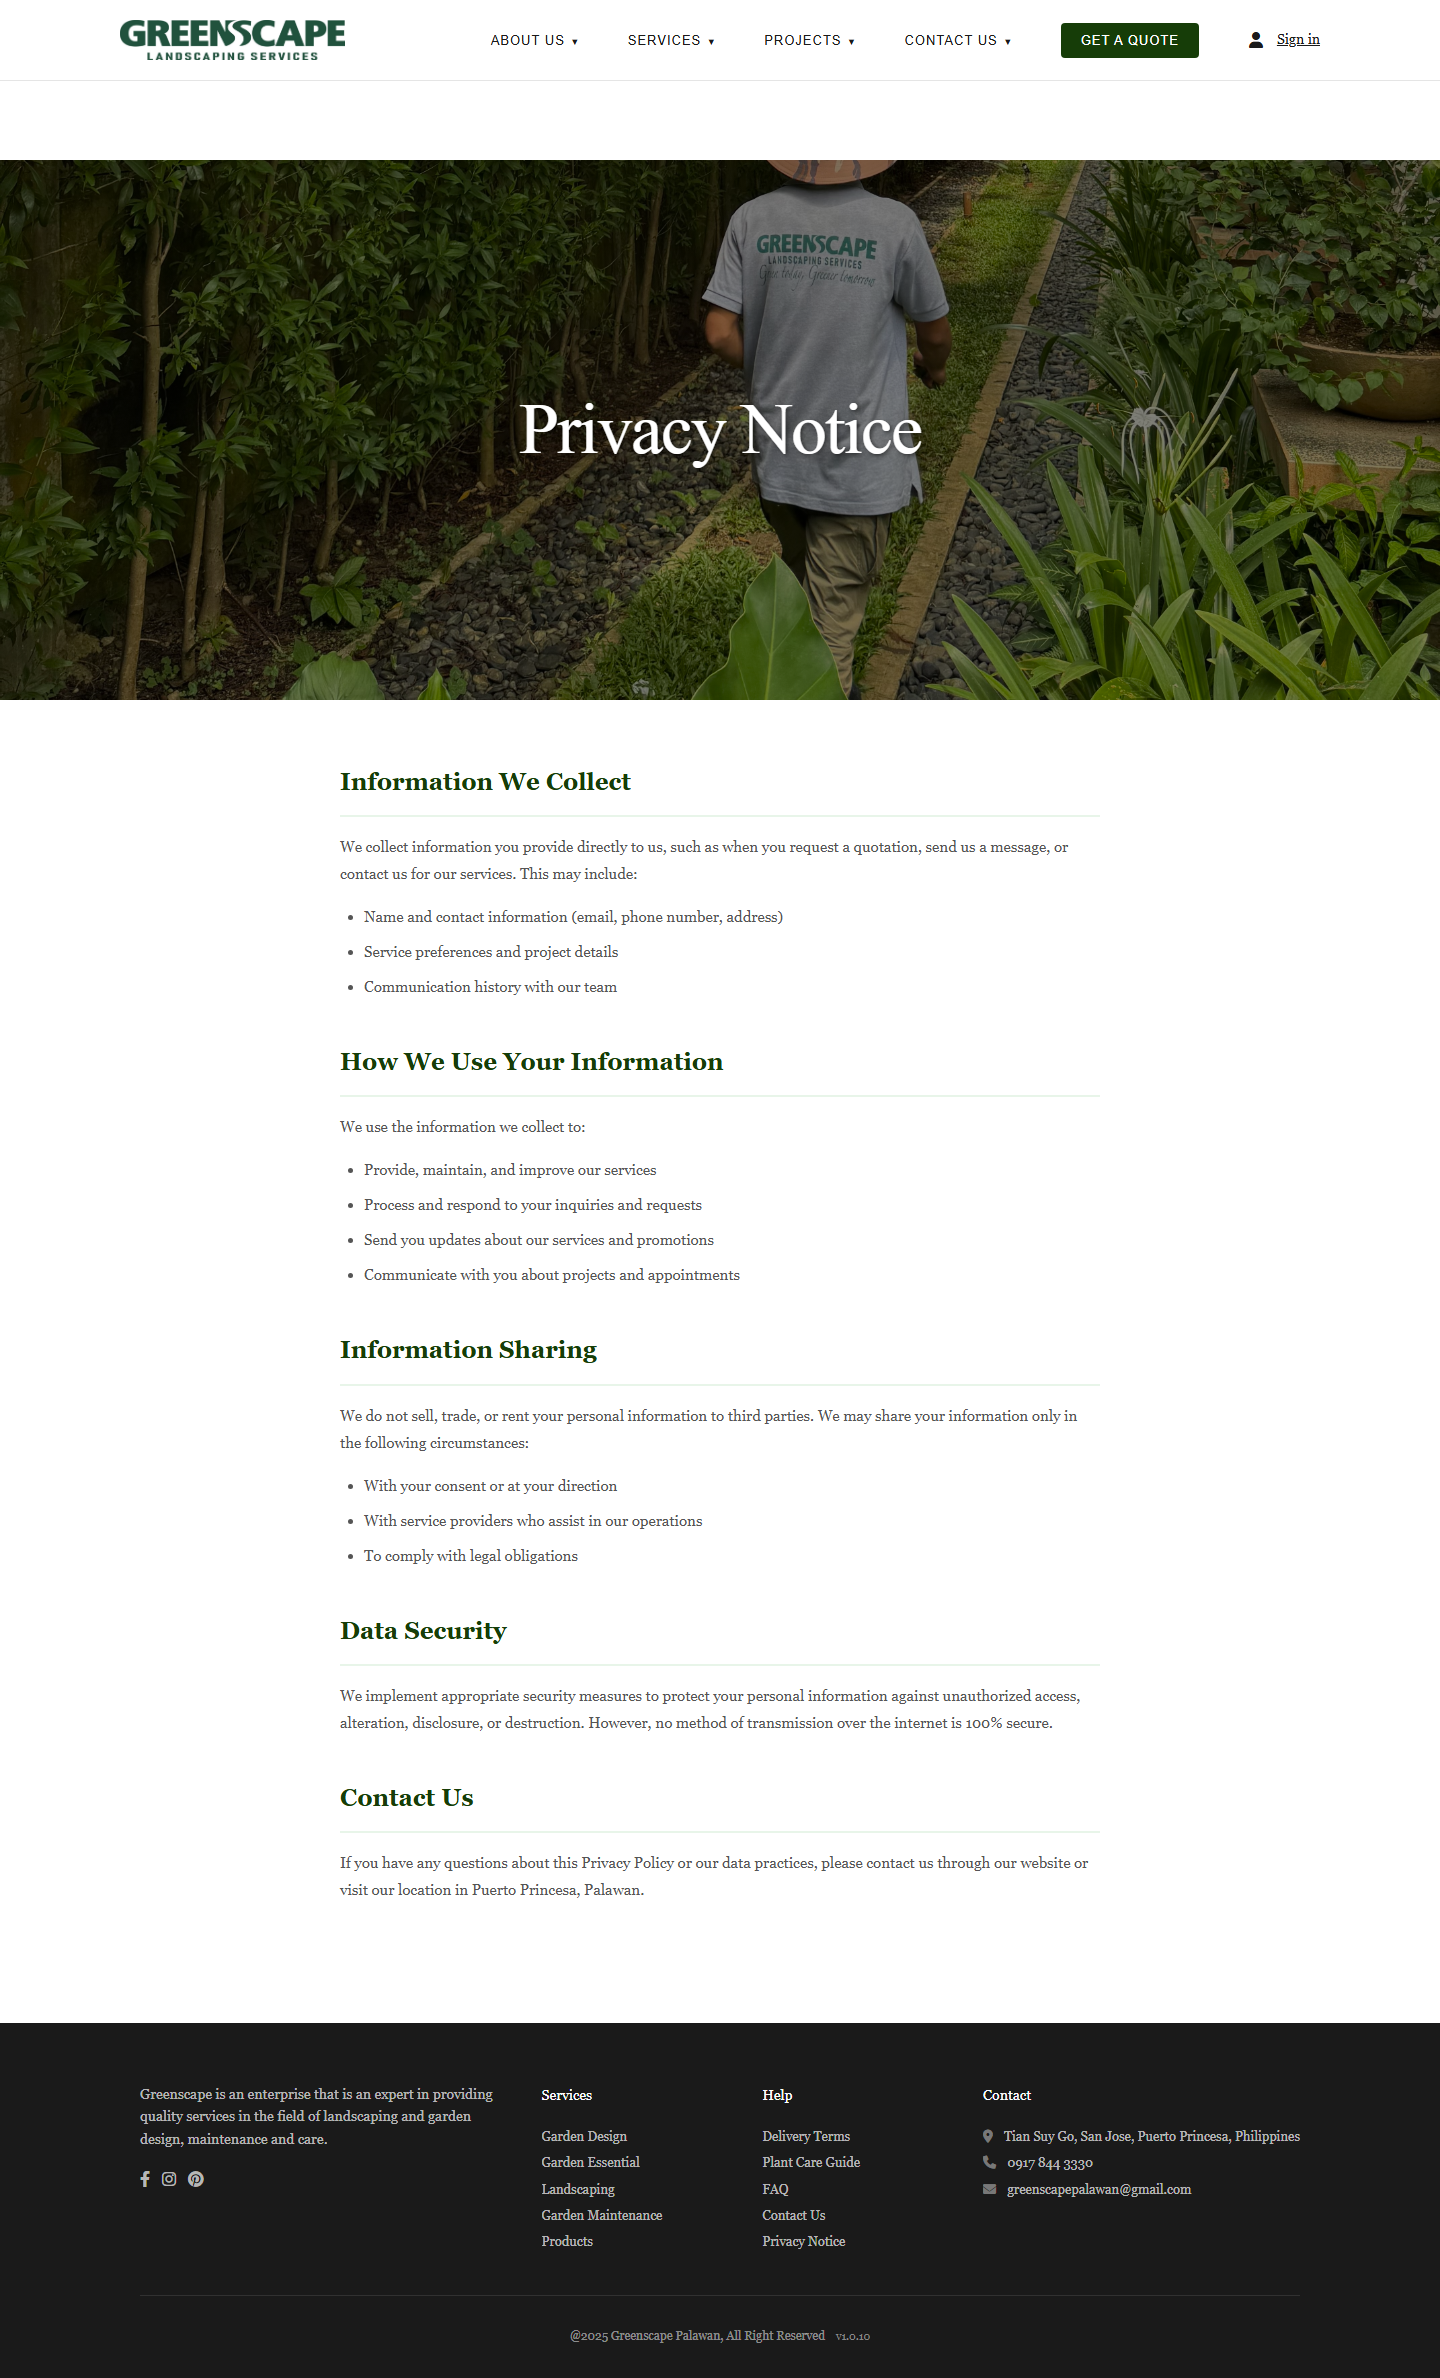 GREENSCAPE
LANDSCAPING SERVICES
ABOUT US ▾
SERVICES ▾
PROJECTS ▾
CONTACT US ▾
GET A QUOTE
Sign in
GREENSCAPE
LANDSCAPING SERVICES
Green today, Greener tomorrow
Privacy Notice
Information We Collect
We collect information you provide directly to us, such as when you request a quotation, send us a message, or
contact us for our services. This may include:
• Name and contact information (email, phone number, address)
• Service preferences and project details
• Communication history with our team
How We Use Your Information
We use the information we collect to:
• Provide, maintain, and improve our services
• Process and respond to your inquiries and requests
• Send you updates about our services and promotions
• Communicate with you about projects and appointments
Information Sharing
We do not sell, trade, or rent your personal information to third parties. We may share your information only in
the following circumstances:
• With your consent or at your direction
• With service providers who assist in our operations
• To comply with legal obligations
Data Security
We implement appropriate security measures to protect your personal information against unauthorized access,
alteration, disclosure, or destruction. However, no method of transmission over the internet is 100% secure.
Contact Us
If you have any questions about this Privacy Policy or our data practices, please contact us through our website or
visit our location in Puerto Princesa, Palawan.
Greenscape is an enterprise that is an expert in providing
quality services in the field of landscaping and garden
design, maintenance and care.
Services
Garden Design
Garden Essential
Landscaping
Garden Maintenance
Products
Help
Delivery Terms
Plant Care Guide
FAQ
Contact Us
Privacy Notice
Contact
Tian Suy Go, San Jose, Puerto Princesa, Philippines
0917 844 3330
greenscapepalawan@gmail.com
@2025 Greenscape Palawan, All Right Reserved v1.0.10